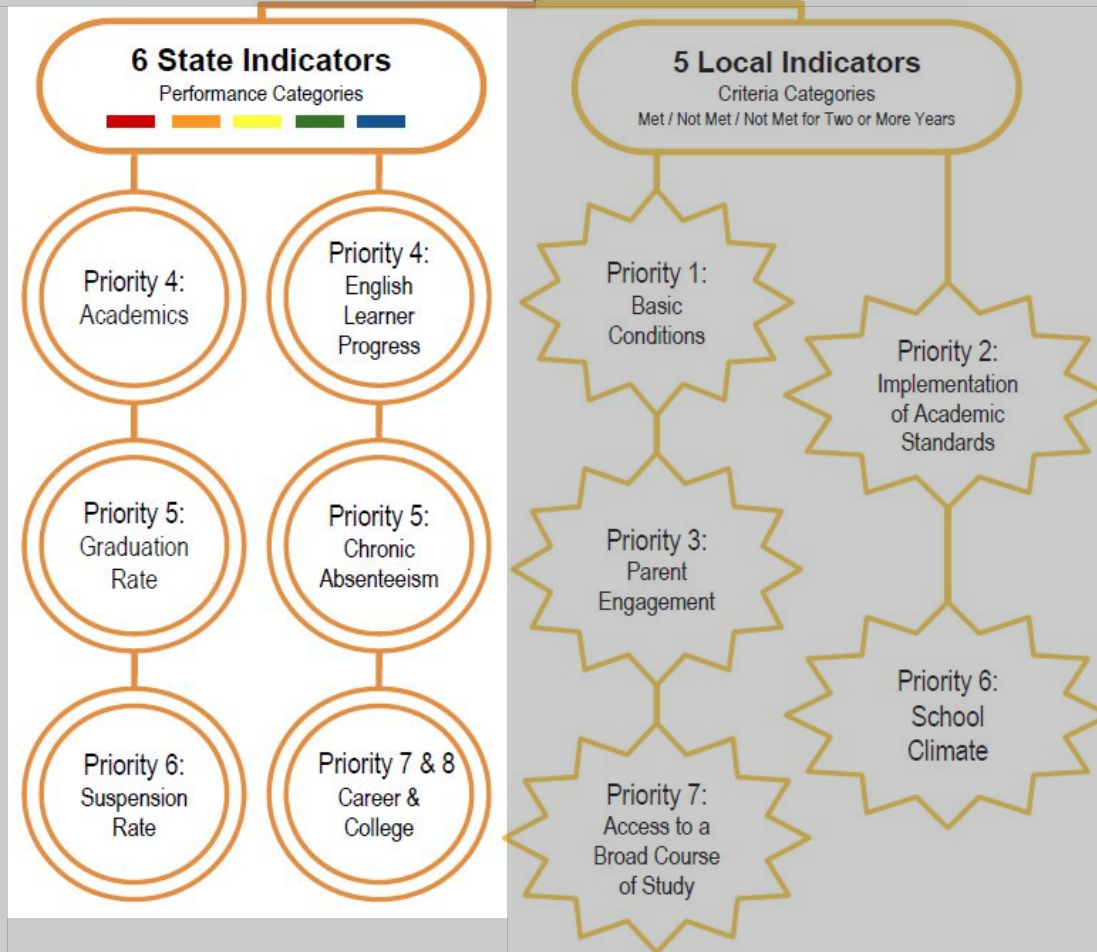 6 State Indicators
Performance Categories
Priority 4:
Academics
Priority 4:
English
Learner
Progress
Priority 5:
Graduation
Rate
Priority 5:
Chronic
Absenteeism
Priority 6:
Suspension
Rate
Priority 7 & 8
Career &
College
5 Local Indicators
Criteria Categories
Met / Not Met / Not Met for Two or More Years
Priority 1:
Basic
Conditions
Priority 2:
Implementation
of Academic
Standards
Priority 3:
Parent
Engagement
Priority 6:
School
Climate
Priority 7:
Access to a
Broad Course
of Study